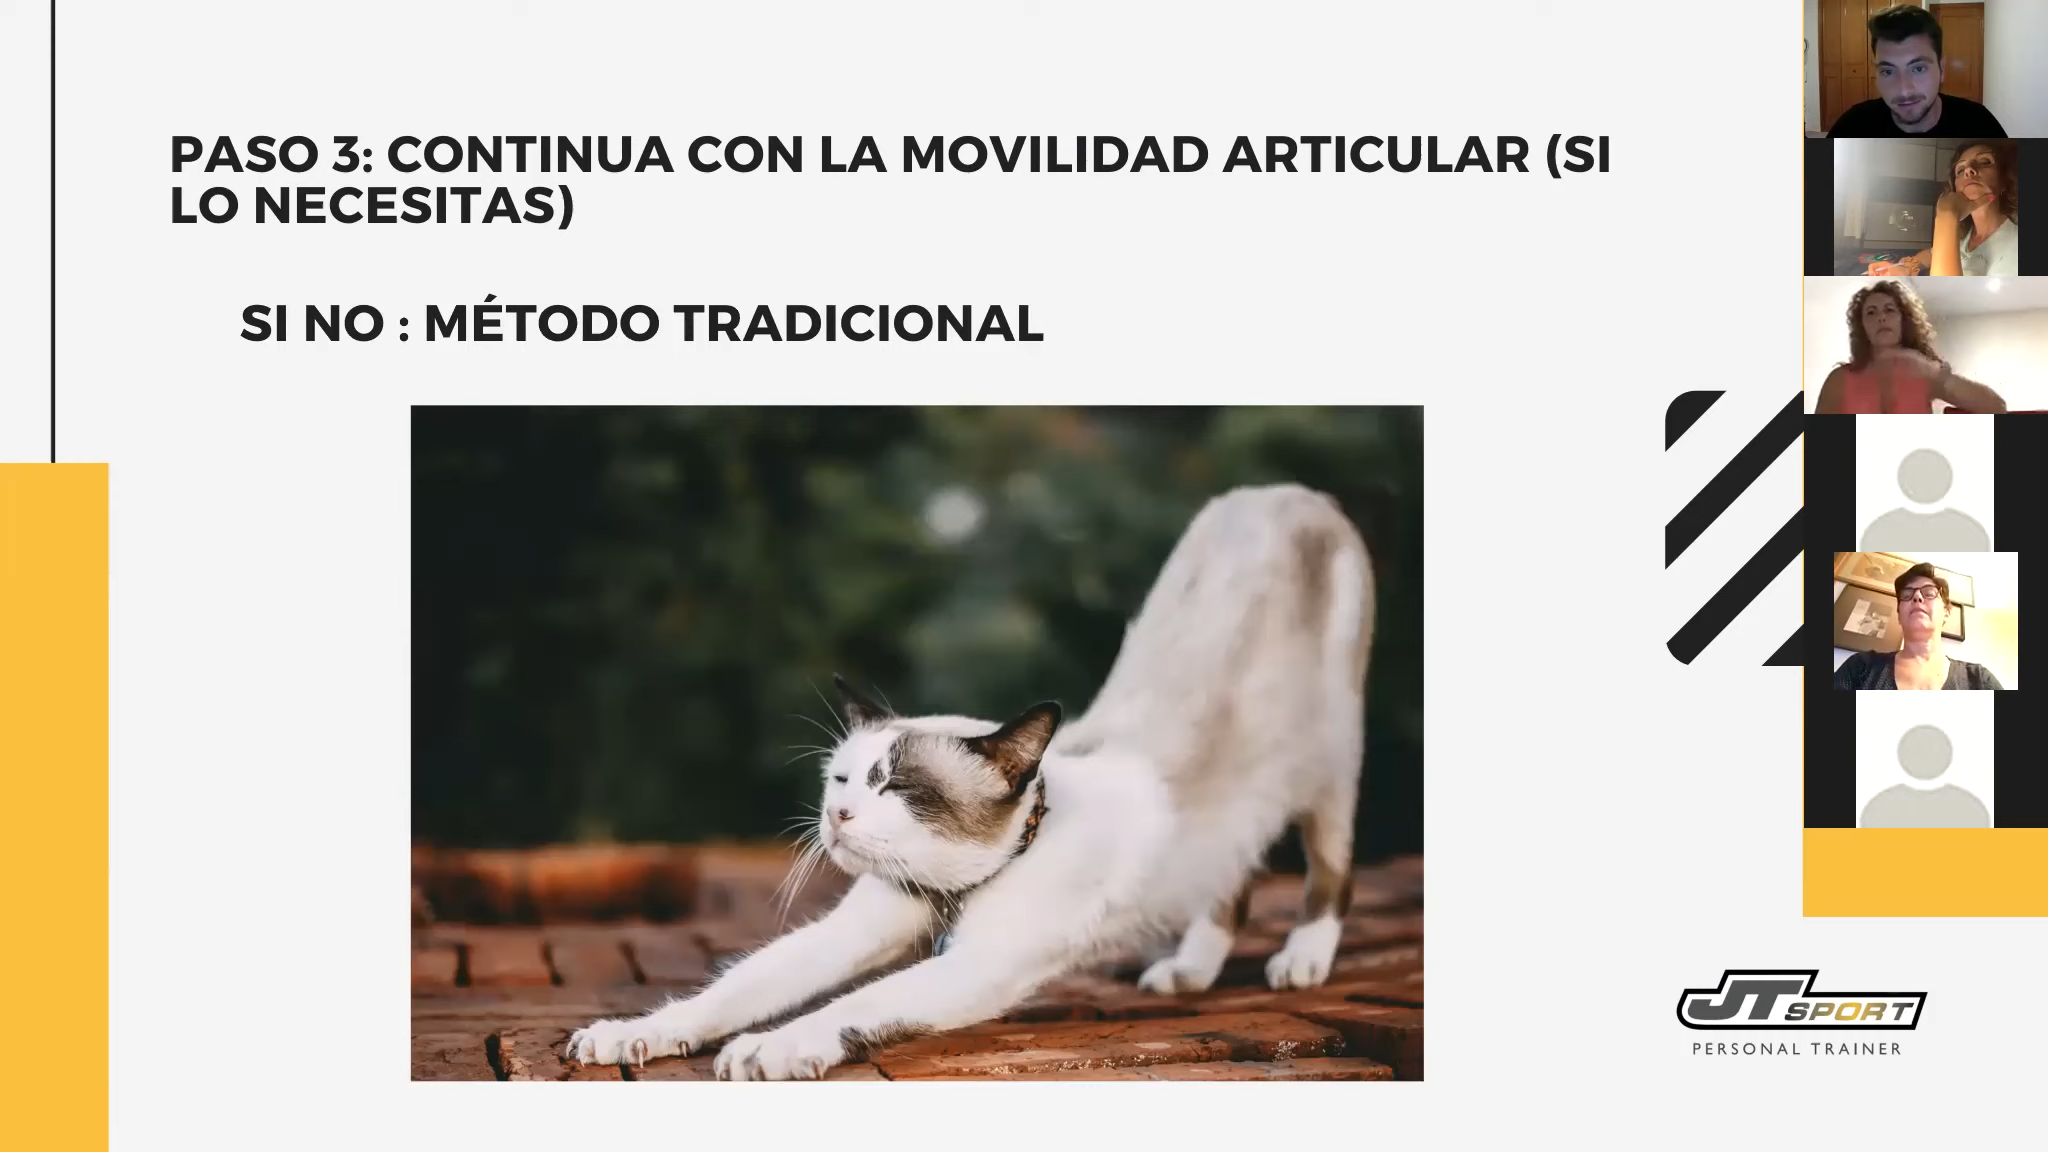 PASO 3: CONTINUA CON LA MOVILIDAD ARTICULAR (SI
LO NECESITAS)
SI NO : MÉTODO TRADICIONAL
JT SPORT
PERSONAL TRAINER